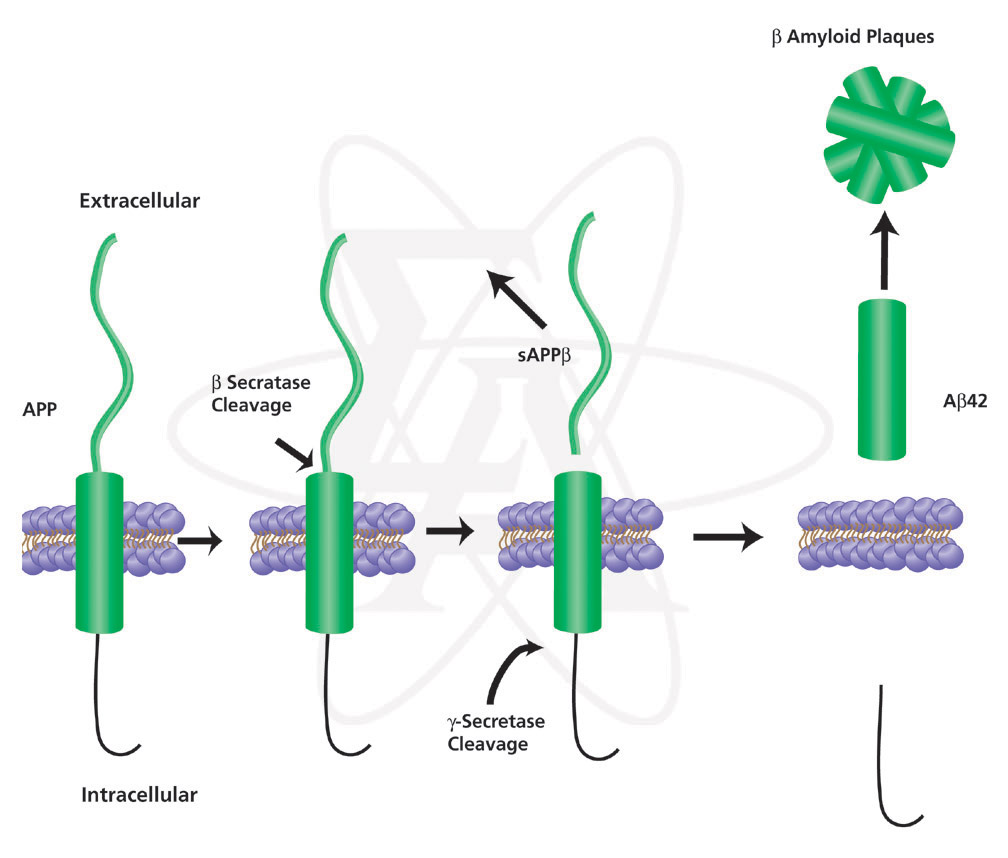 β Amyloid Plaques
Extracellular
sAPPβ
β Secratase
Cleavage
APP
Aβ42
γ-Secretase
Cleavage
Intracellular